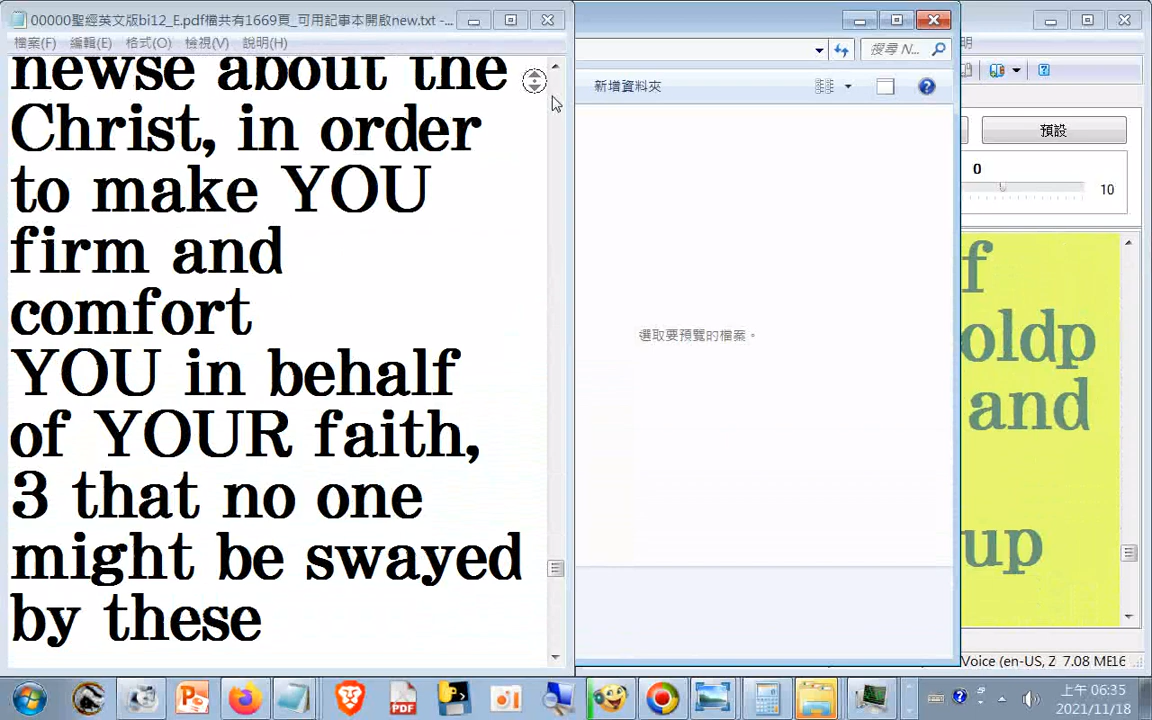 00000聖經英文版bi12_E.pdf檔共有1669頁_可用記事本開啟new.txt -...
檔案(F) 編輯(E) 格式(O) 檢視(V) 說明(H)
newse about the
Christ, in order
to make YOU
firm and
comfort
YOU in behalf
of YOUR faith,
3 that no one
might be swayed
by these
搜尋 N...
新增資料夾
選取要預覽的檔案。
明
預設
0
10
f
oldp
and
up
Voice (en-US, Z 7.08 ME16
上午 06:35
2021/11/18
PDF